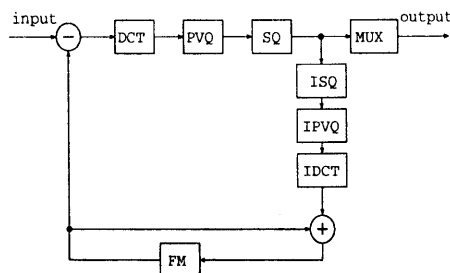 input
output
−
DCT
PVQ
SQ
MUX
ISQ
IPVQ
IDCT
+
FM